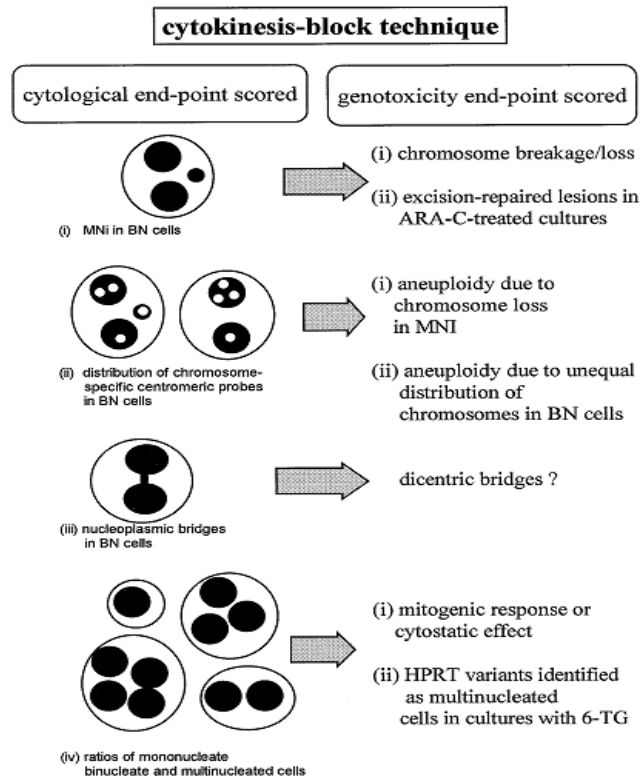 cytokinesis-block technique
cytological end-point scored
genotoxicity end-point scored
(i) MNi in BN cells
(i) chromosome breakage/loss
(ii) excision-repaired lesions in
ARA-C-treated cultures
(ii) distribution of chromosome-
specific centromeric probes
in BN cells
(i) aneuploidy due to
chromosome loss
in MNI
(ii) aneuploidy due to unequal
distribution of
chromosomes in BN cells
(iii) nucleoplasmic bridges
in BN cells
dicentric bridges ?
(iv) ratios of mononucleate
binucleate and multinucleated cells
(i) mitogenic response or
cytostatic effect
(ii) HPRT variants identified
as multinucleated
cells in cultures with 6-TG